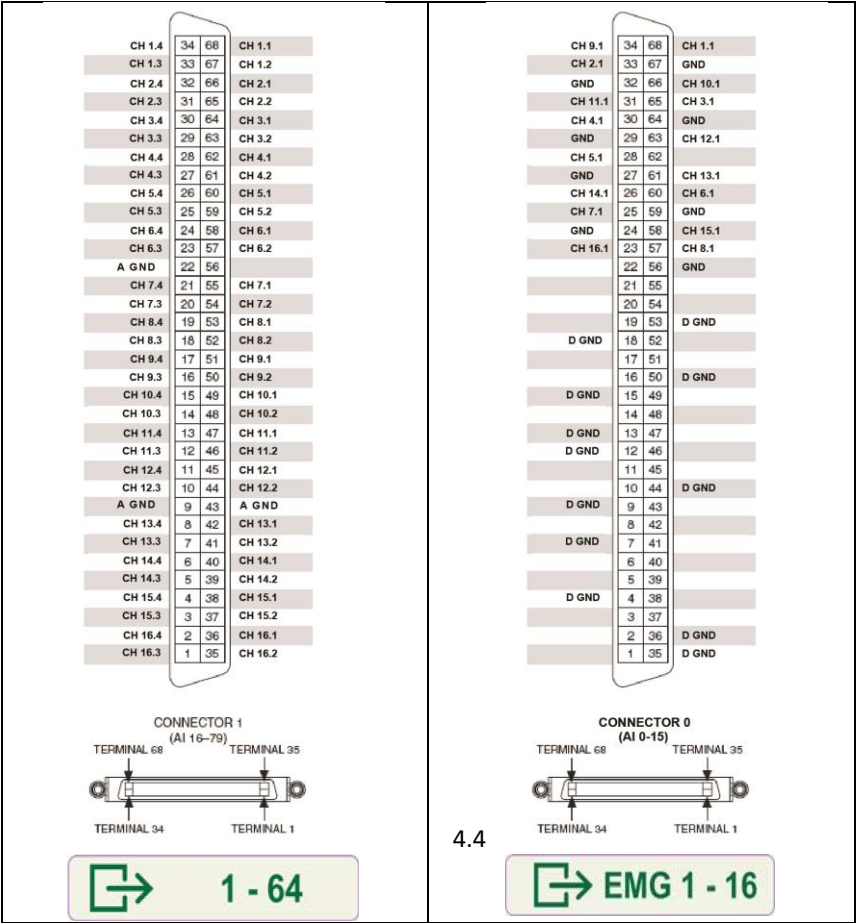 CH 1.4 34 68 CH 1.1
CH 1.3 33 67 CH 1.2
CH 2.4 32 66 CH 2.1
CH 2.3 31 65 CH 2.2
CH 3.4 30 64 CH 3.1
CH 3.3 29 63 CH 3.2
CH 4.4 28 62 CH 4.1
CH 4.3 27 61 CH 4.2
CH 5.4 26 60 CH 5.1
CH 5.3 25 59 CH 5.2
CH 6.4 24 58 CH 6.1
CH 6.3 23 57 CH 6.2
A GND 22 56
CH 7.4 21 55 CH 7.1
CH 7.3 20 54 CH 7.2
CH 8.4 19 53 CH 8.1
CH 8.3 18 52 CH 8.2
CH 9.4 17 51 CH 9.1
CH 9.3 16 50 CH 9.2
CH 10.4 15 49 CH 10.1
CH 10.3 14 48 CH 10.2
CH 11.4 13 47 CH 11.1
CH 11.3 12 46 CH 11.2
CH 12.4 11 45 CH 12.1
CH 12.3 10 44 CH 12.2
A GND 9 43 A GND
CH 13.4 8 42 CH 13.1
CH 13.3 7 41 CH 13.2
CH 14.4 6 40 CH 14.1
CH 14.3 5 39 CH 14.2
CH 15.4 4 38 CH 15.1
CH 15.3 3 37 CH 15.2
CH 16.4 2 36 CH 16.1
CH 16.3 1 35 CH 16.2
CONNECTOR 1
(AI 16–79)
TERMINAL 68 TERMINAL 35
TERMINAL 34 TERMINAL 1
1 - 64
CH 9.1 34 68 CH 1.1
CH 2.1 33 67 GND
GND 32 66 CH 10.1
CH 11.1 31 65 CH 3.1
CH 4.1 30 64 GND
GND 29 63 CH 12.1
CH 5.1 28 62
GND 27 61 CH 13.1
CH 14.1 26 60 CH 6.1
CH 7.1 25 59 GND
GND 24 58 CH 15.1
CH 16.1 23 57 CH 8.1
22 56 GND
21 55
20 54
19 53 D GND
D GND 18 52
17 51
16 50 D GND
D GND 15 49
14 48
D GND 13 47
D GND 12 46
11 45
10 44 D GND
D GND 9 43
8 42
D GND 7 41
6 40
5 39
D GND 4 38
3 37
2 36 D GND
1 35 D GND
CONNECTOR 0
(AI 0-15)
TERMINAL 68 TERMINAL 35
TERMINAL 34 TERMINAL 1
4.4
EMG 1 - 16